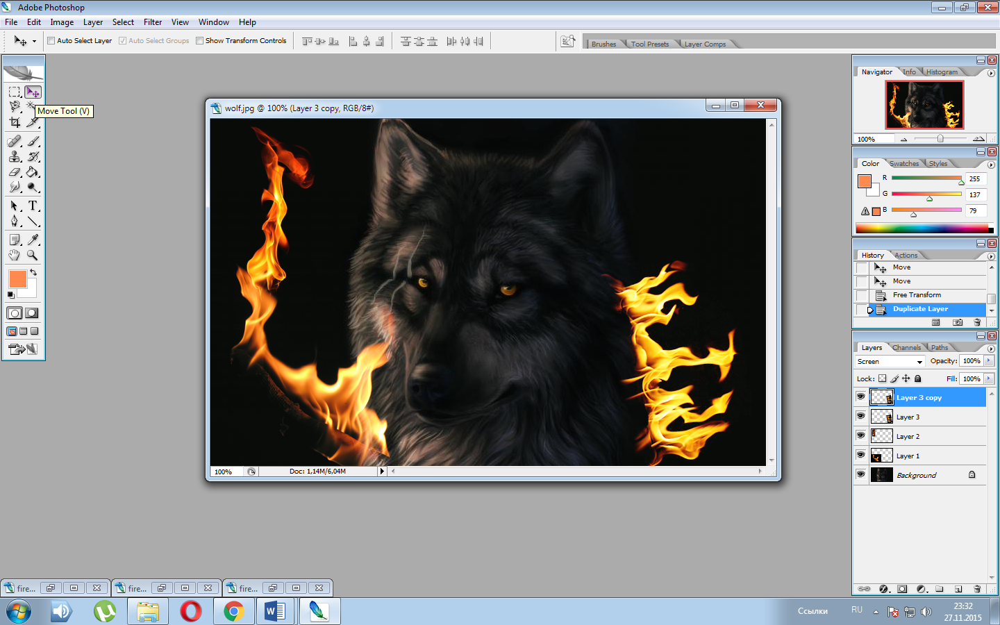 Adobe Photoshop
File Edit Image Layer Select Filter View Window Help
Auto Select Layer Auto Select Groups Show Transform Controls
Brushes Tool Presets Layer Comps
Move Tool (V)
T
wolf.jpg @ 100% (Layer 3 copy, RGB/8#)
100% Doc: 1,14M/6,04M
Navigator Info Histogram
100%
Color Swatches Styles
R 255
G 137
B 79
History Actions
Move
Move
Free Transform
Duplicate Layer
Layers Channels Paths
Screen Opacity: 100%
Lock: Fill: 100%
Layer 3 copy
Layer 3
Layer 2
Layer 1
Background
fire... fire... fire...
Ссылки RU 23:32
27.11.2015